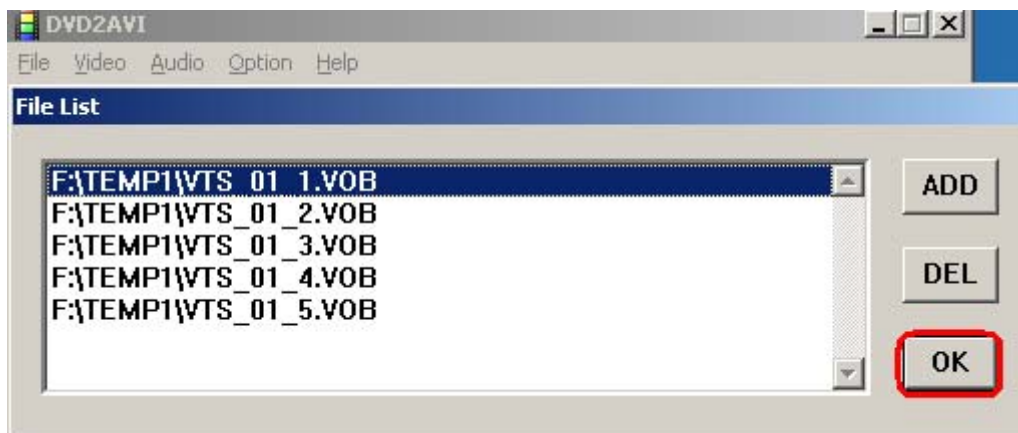 DVD2AVI
File Video Audio Option Help
File List
F:\TEMP1\VTS_01_1.VOB
F:\TEMP1\VTS_01_2.VOB
F:\TEMP1\VTS_01_3.VOB
F:\TEMP1\VTS_01_4.VOB
F:\TEMP1\VTS_01_5.VOB
ADD
DEL
OK